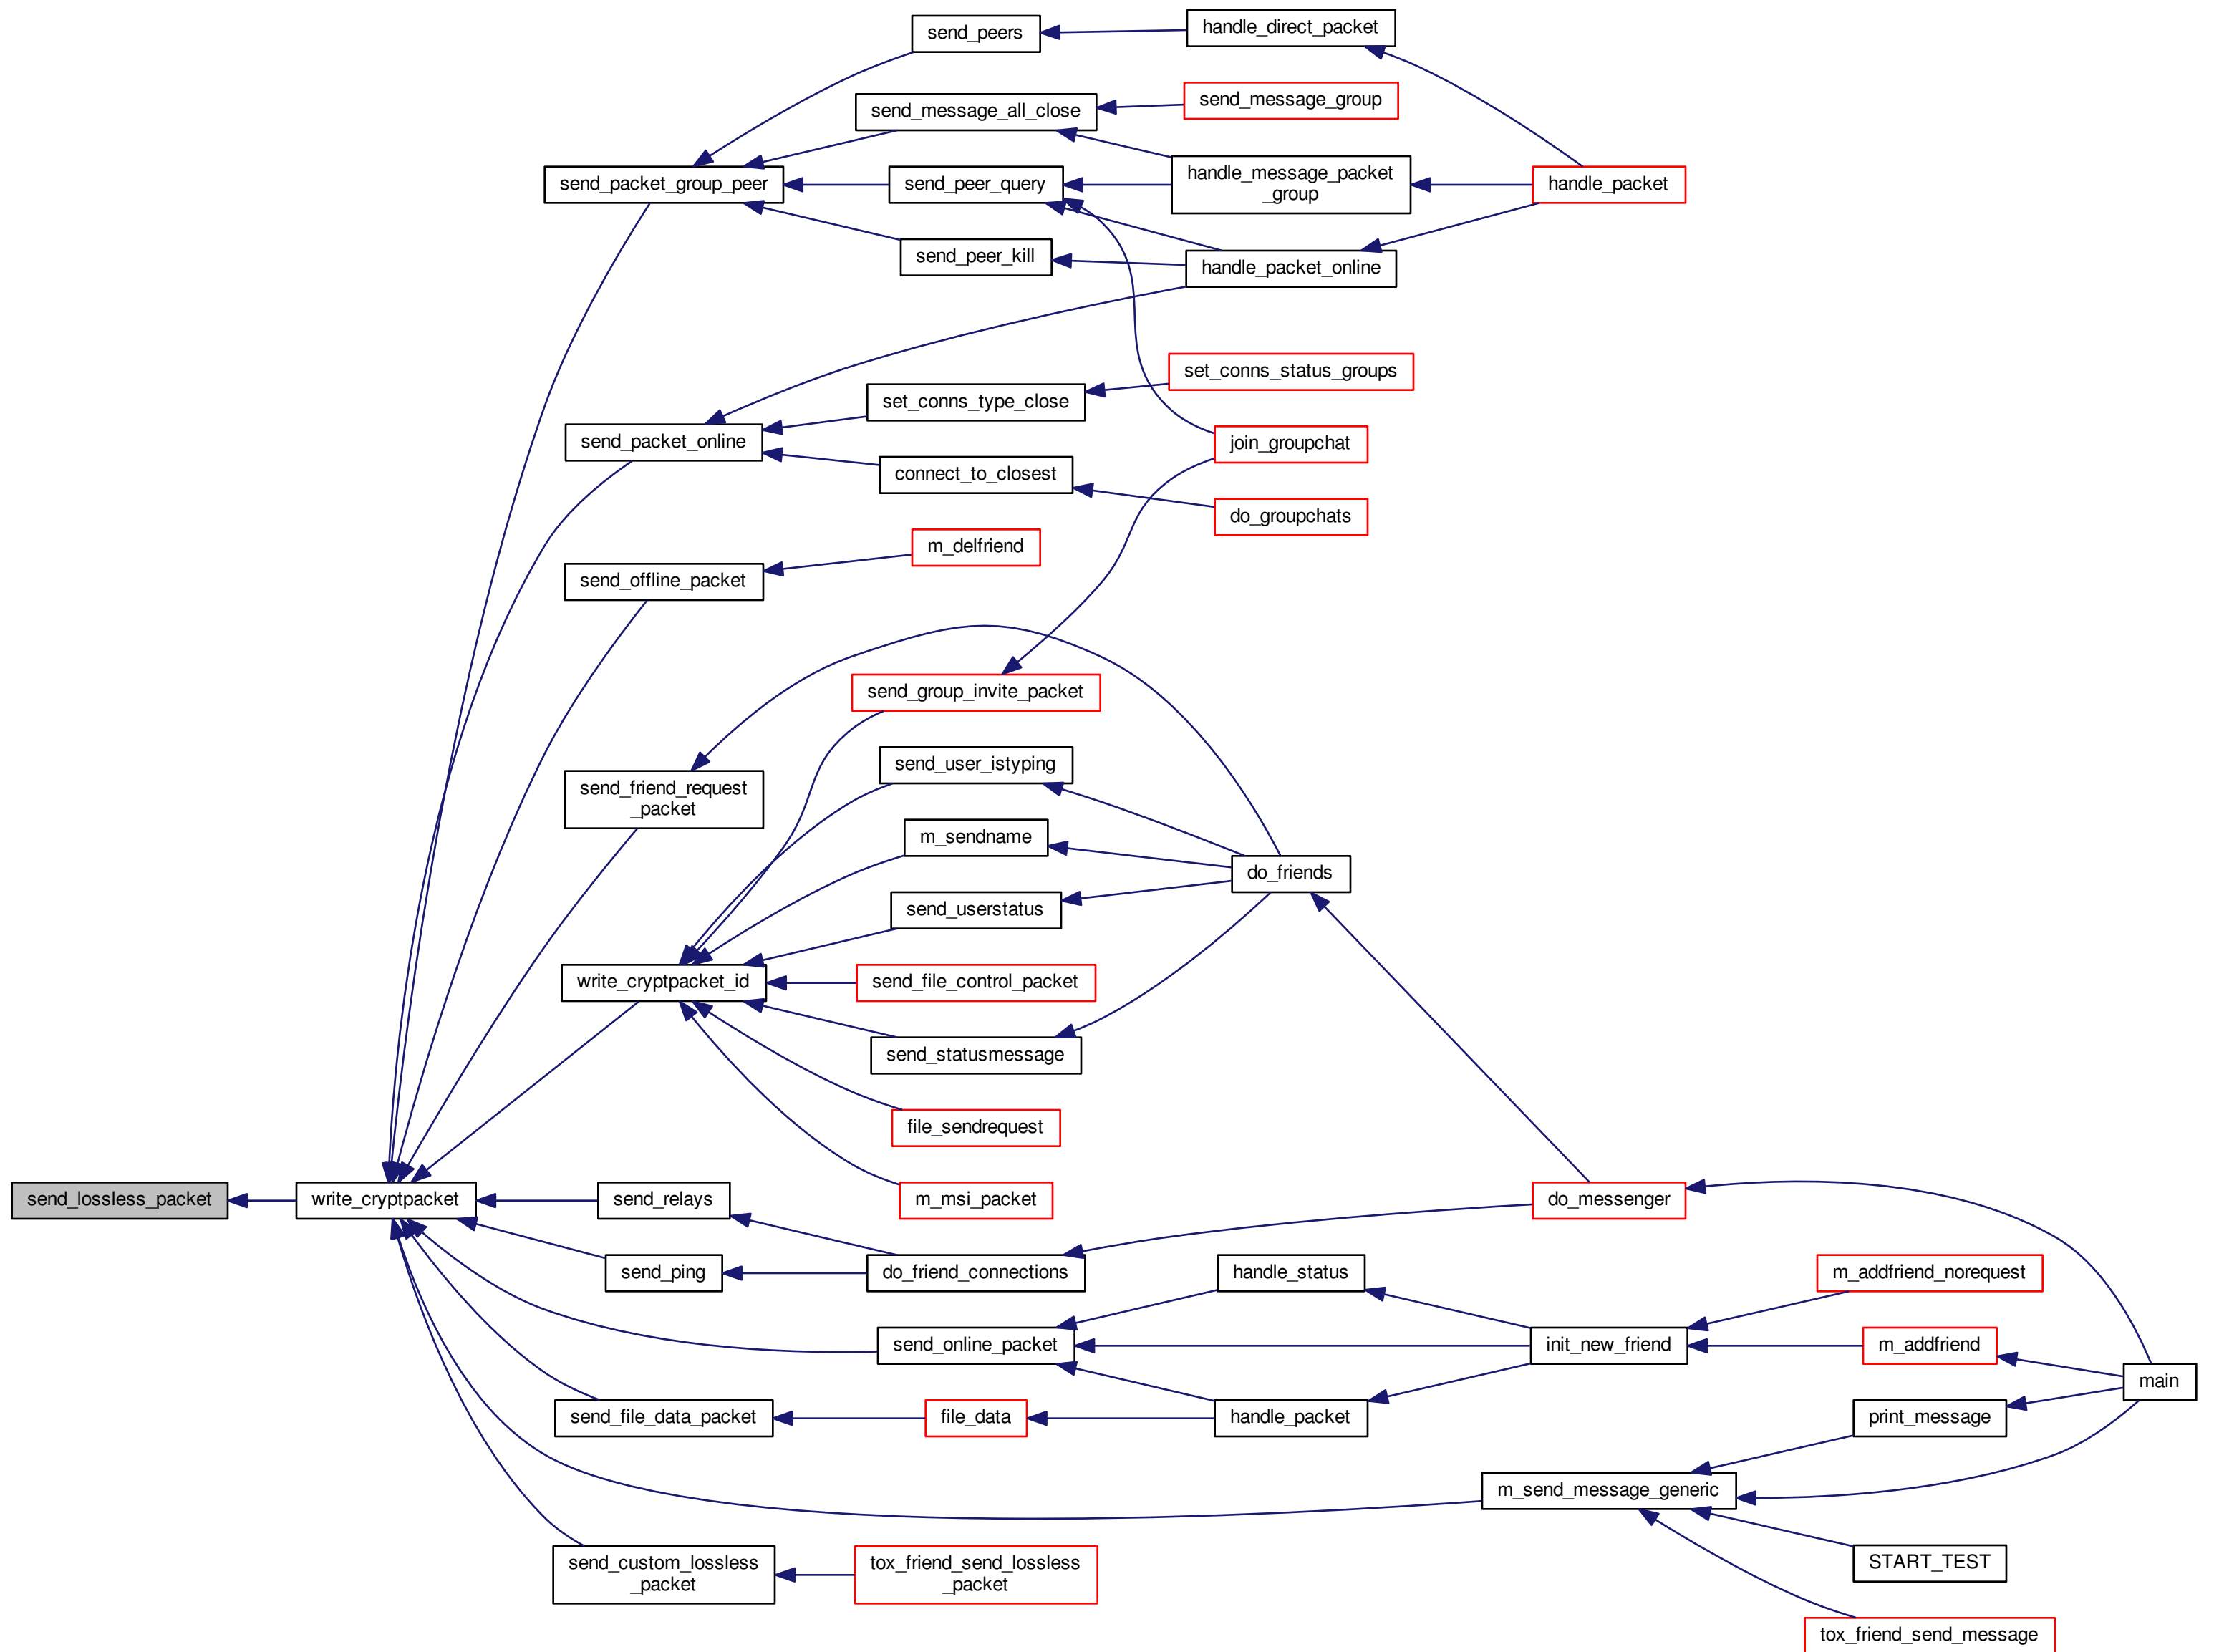 send_peers
handle_direct_packet
send_message_all_close
send_message_group
send_packet_group_peer
send_peer_query
handle_message_packet
_group
handle_packet
send_peer_kill
handle_packet_online
set_conns_status_groups
set_conns_type_close
send_packet_online
join_groupchat
connect_to_closest
do_groupchats
m_delfriend
send_offline_packet
send_group_invite_packet
send_user_istyping
send_friend_request
_packet
m_sendname
do_friends
send_userstatus
write_cryptpacket_id
send_file_control_packet
send_statusmessage
file_sendrequest
send_lossless_packet
write_cryptpacket
send_relays
m_msi_packet
do_messenger
send_ping
do_friend_connections
handle_status
m_addfriend_norequest
send_online_packet
init_new_friend
m_addfriend
main
send_file_data_packet
file_data
handle_packet
print_message
m_send_message_generic
send_custom_lossless
_packet
tox_friend_send_lossless
_packet
START_TEST
tox_friend_send_message